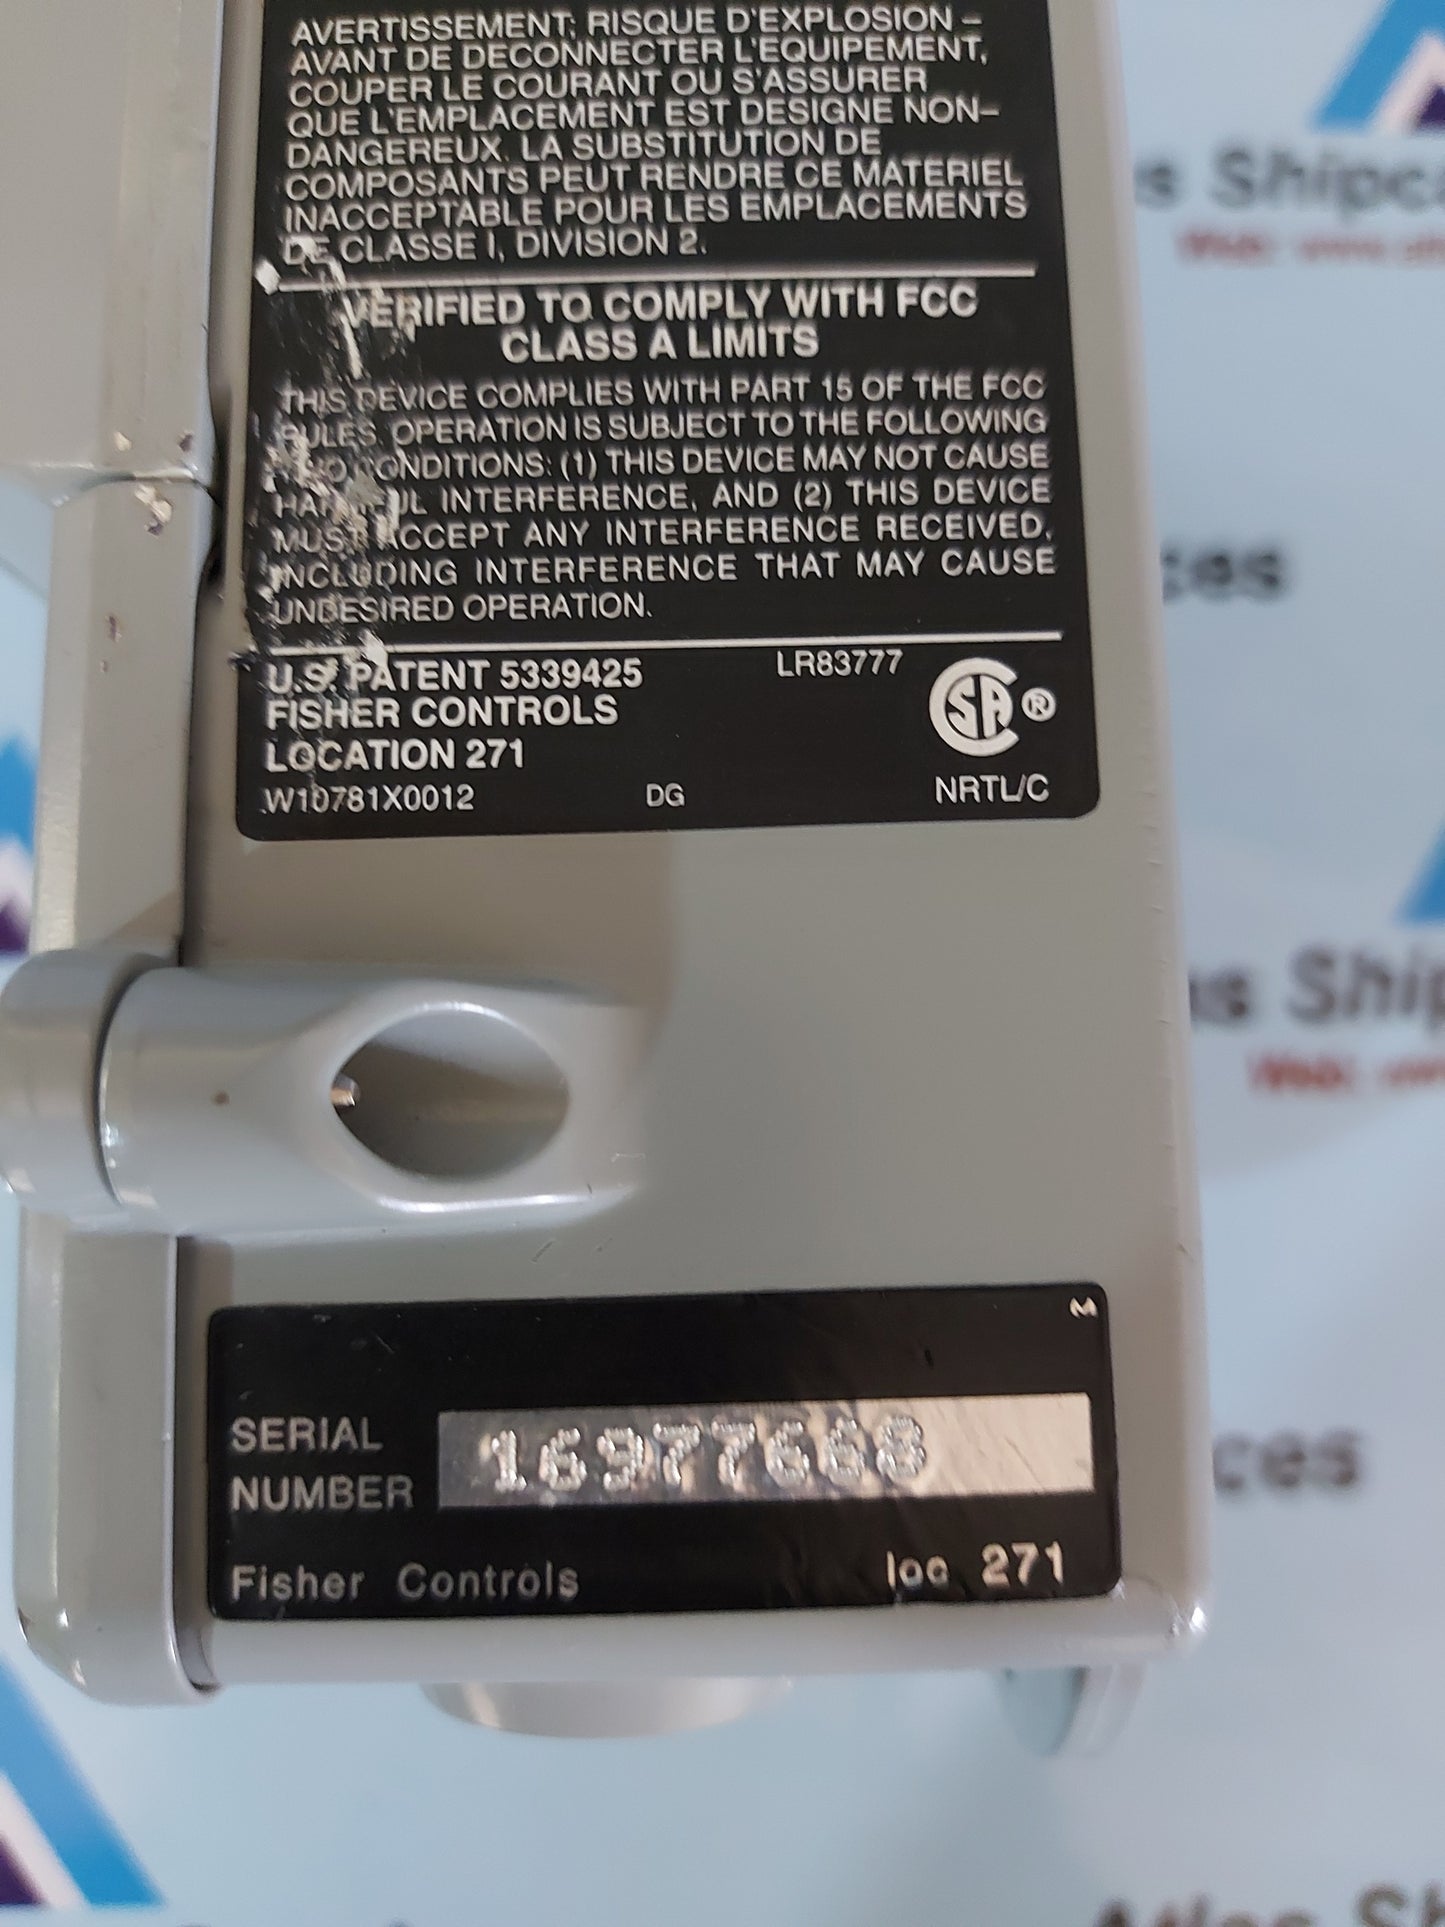 AVERTISSEMENT: RISQUE D'EXPLOSION –
AVANT DE DECONNECTER L'EQUIPEMENT,
COUPER LE COURANT OU S'ASSURER
QUE L'EMPLACEMENT EST DESIGNE NON–
DANGEREUX. LA SUBSTITUTION DE
COMPOSANTS PEUT RENDRE CE MATERIEL
INACCEPTABLE POUR LES EMPLACEMENTS
DE CLASSE I, DIVISION 2.
VERIFIED TO COMPLY WITH FCC
CLASS A LIMITS
THIS DEVICE COMPLIES WITH PART 15 OF THE FCC
RULES. OPERATION IS SUBJECT TO THE FOLLOWING
TWO CONDITIONS: (1) THIS DEVICE MAY NOT CAUSE
HARMFUL INTERFERENCE, AND (2) THIS DEVICE
MUST ACCEPT ANY INTERFERENCE RECEIVED,
INCLUDING INTERFERENCE THAT MAY CAUSE
UNDESIRED OPERATION.
U.S. PATENT 5339425
LR83777
FISHER CONTROLS
LOCATION 271
W10781X0012
DG
CSA ®
NRTL/C
M
SERIAL
NUMBER
16977668
Fisher Controls
loc 271